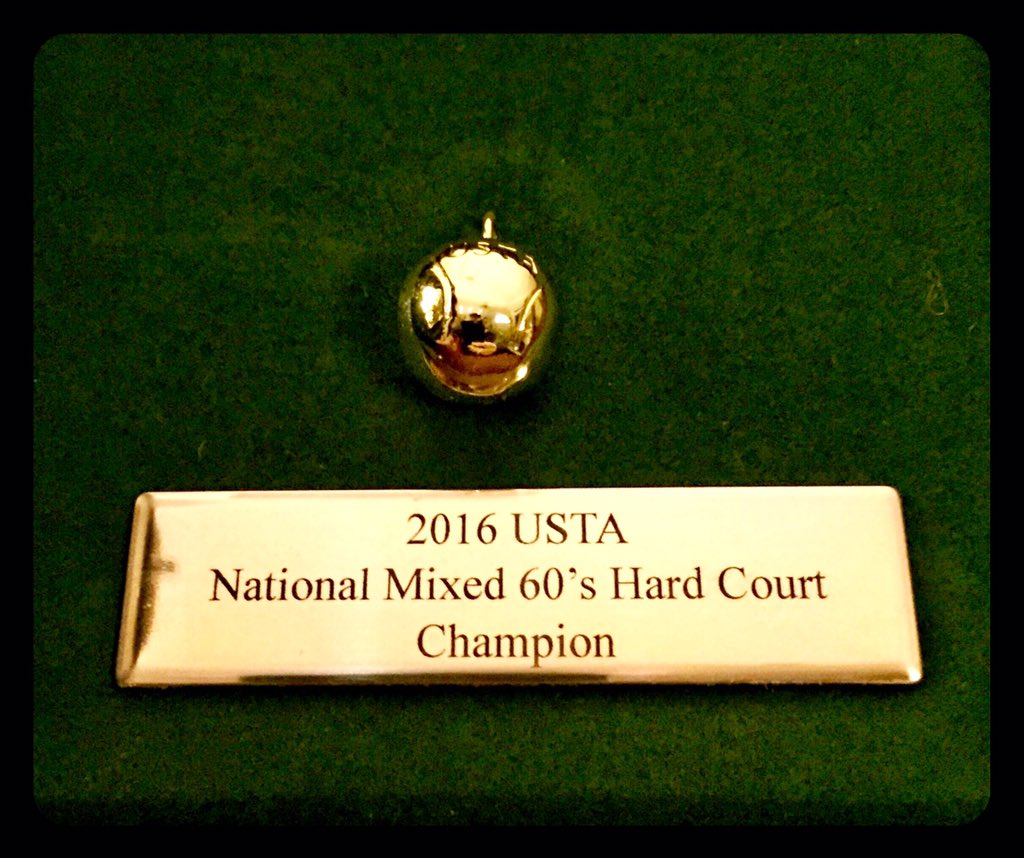 2016 USTA
National Mixed 60's Hard Court
Champion